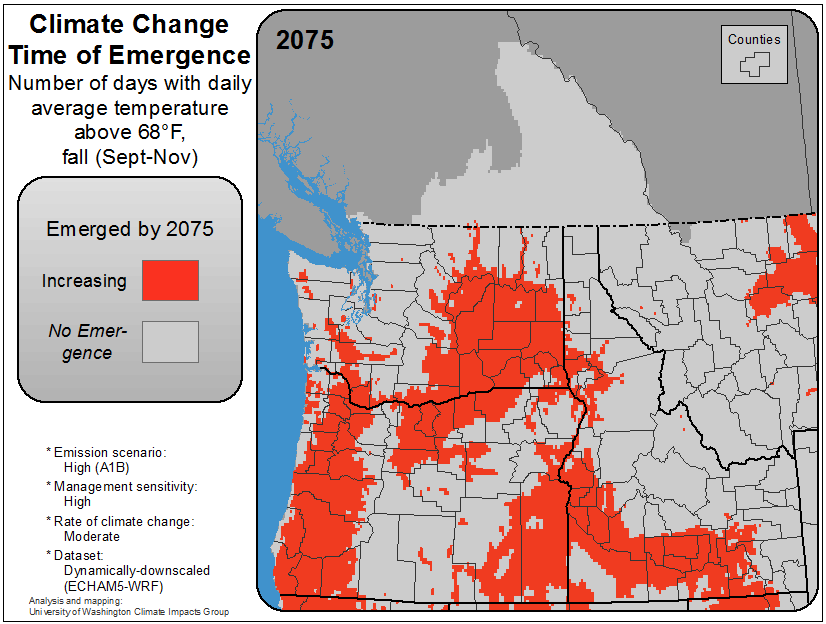 Climate Change
Time of Emergence
Number of days with daily
average temperature
above 68°F,
fall (Sept-Nov)
Emerged by 2075
Increasing
No Emer-
gence
* Emission scenario:
High (A1B)
* Management sensitivity:
High
* Rate of climate change:
Moderate
* Dataset:
Dynamically-downscaled
(ECHAM5-WRF)
Analysis and mapping:
University of Washington Climate Impacts Group
2075
Counties